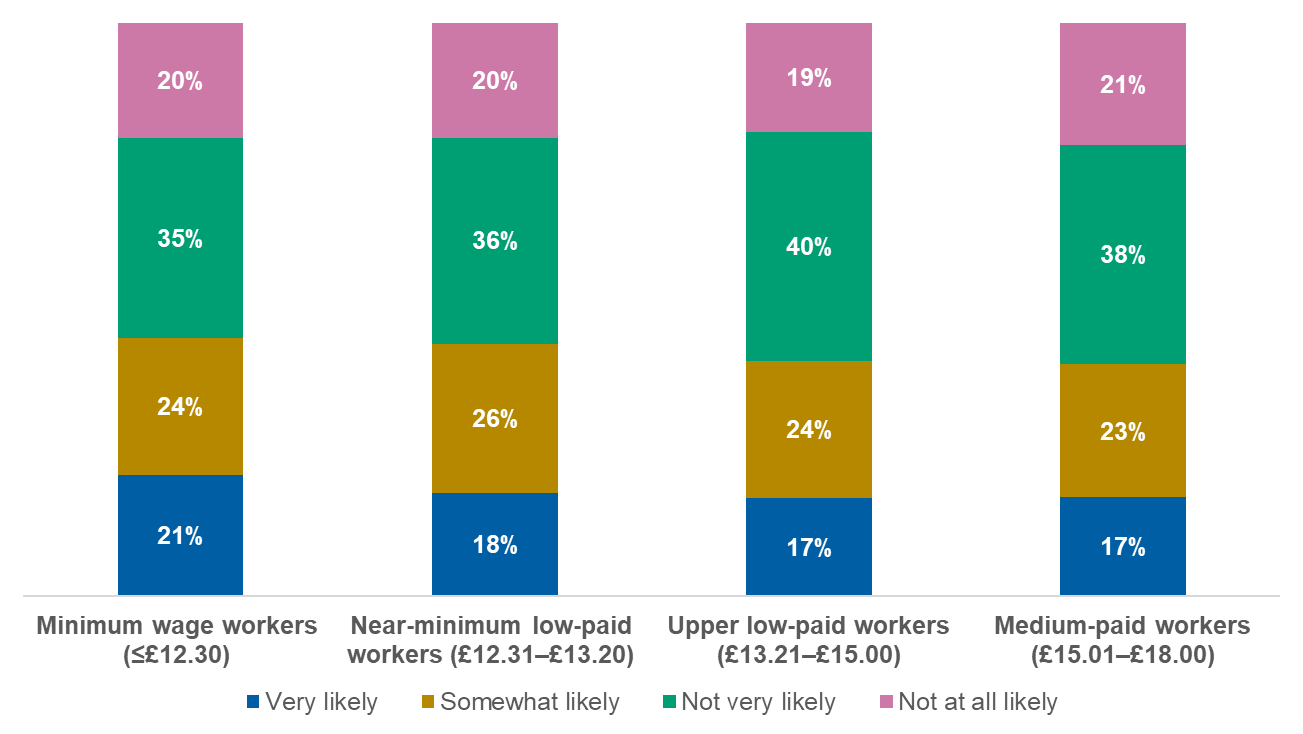 20% 20% 19% 21%
35% 36% 40% 38%
24% 26% 24% 23%
21% 18% 17% 17%
Minimum wage workers Near-minimum low-paid Upper low-paid workers Medium-paid workers
(≤£12.30) workers (£12.31–£13.20) (£13.21–£15.00) (£15.01–£18.00)
Very likely Somewhat likely Not very likely Not at all likely